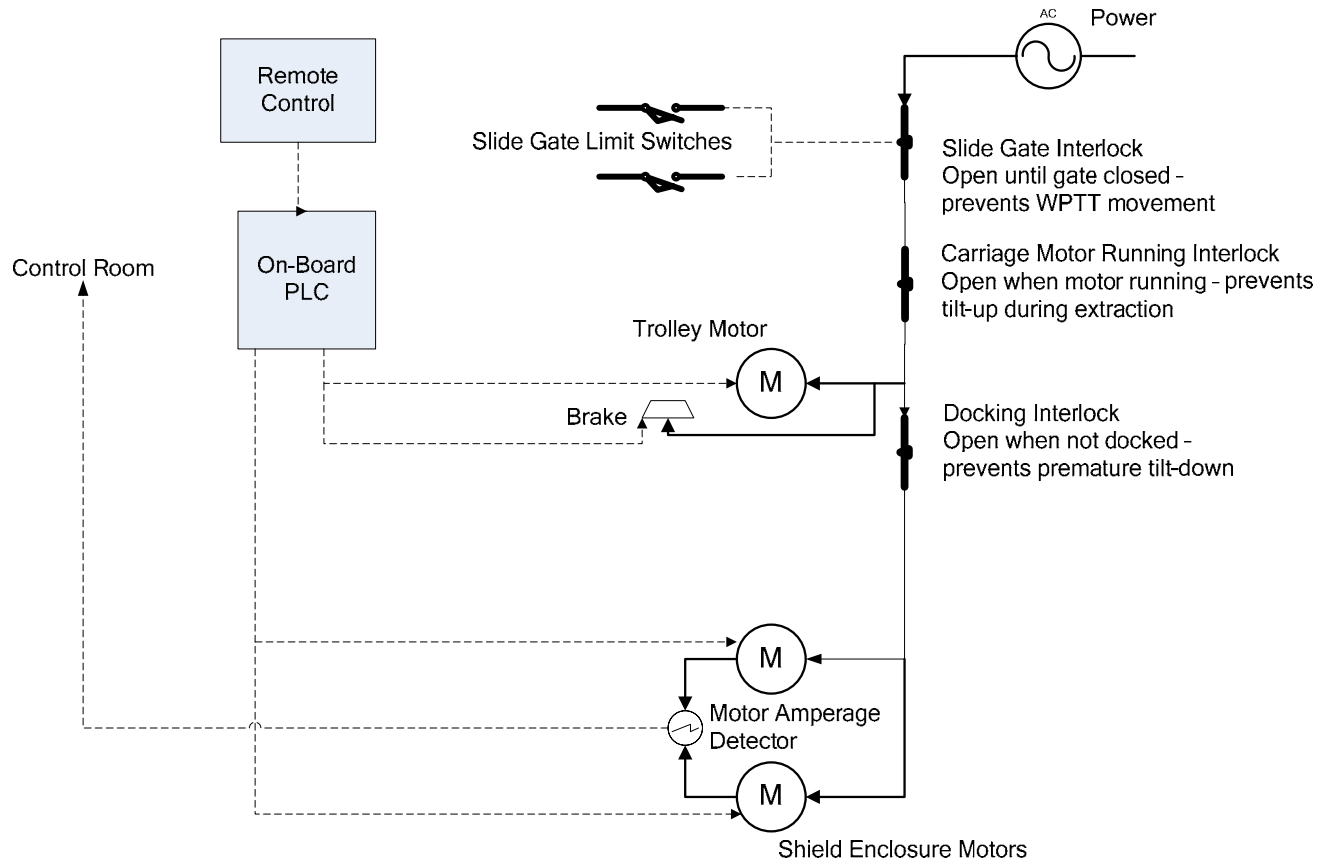 AC
Power
Remote
Control
Slide Gate Limit Switches
Slide Gate Interlock
Open until gate closed -
prevents WPTT movement
On-Board
PLC
Control Room
Carriage Motor Running Interlock
Open when motor running - prevents
tilt-up during extraction
Trolley Motor
M
Brake
Docking Interlock
Open when not docked -
prevents premature tilt-down
M
Motor Amperage
Detector
M
Shield Enclosure Motors